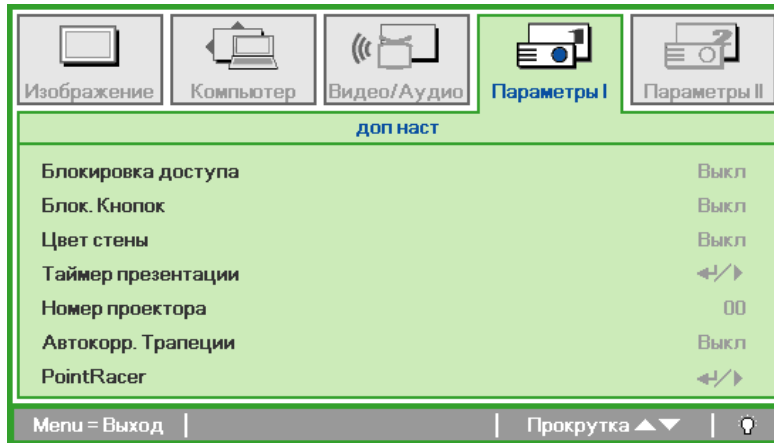 Изображение
Компьютер
Видео/Аудио
Параметры I
Параметры II
доп наст
Блокировка доступа Выкл
Блок. Кнопок Выкл
Цвет стены Выкл
Таймер презентации
Номер проектора 00
Автокорр. Трапеции Выкл
PointRacer
Menu = Выход Прокрутка